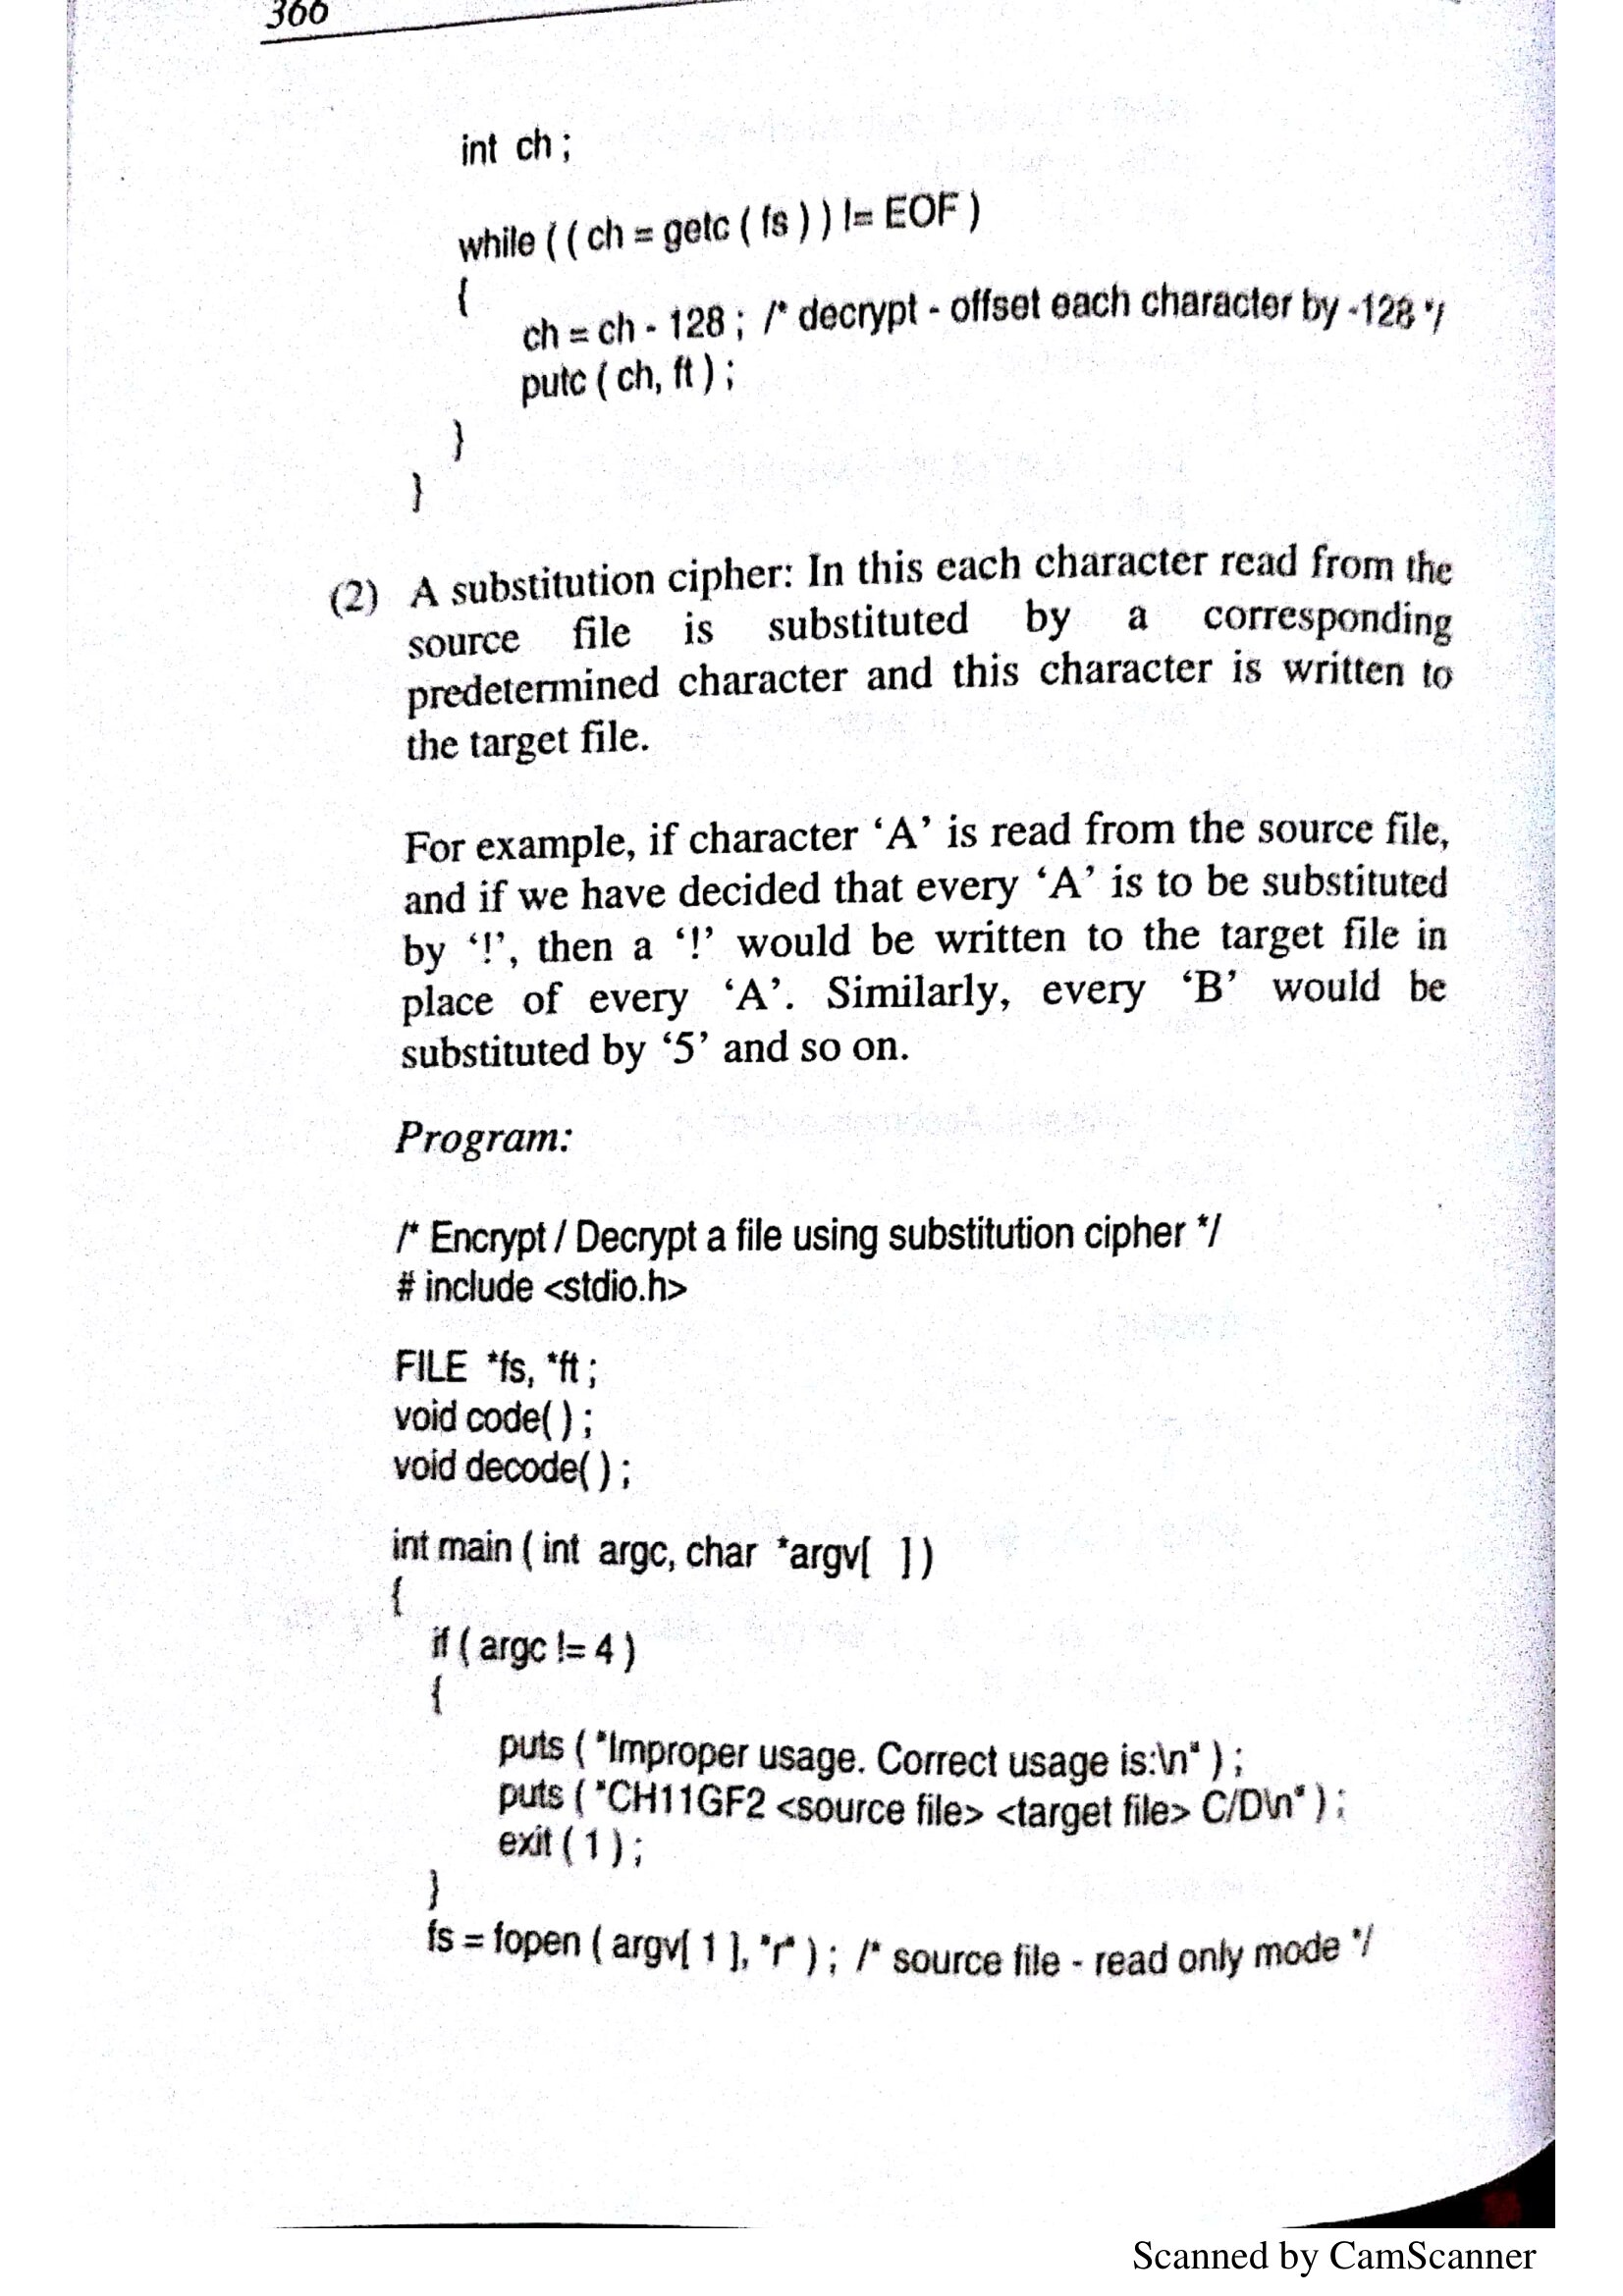 366
int ch ;
while ( ( ch = getc ( fs ) ) != EOF )
{
ch = ch - 128 ; /* decrypt - offset each character by -128 */
putc ( ch, ft ) ;
}
}
(2) A substitution cipher: In this each character read from the
source file is substituted by a corresponding
predetermined character and this character is written to
the target file.
For example, if character ‘A’ is read from the source file,
and if we have decided that every ‘A’ is to be substituted
by ‘!’, then a ‘!’ would be written to the target file in
place of every ‘A’. Similarly, every ‘B’ would be
substituted by ‘5’ and so on.
Program:
/* Encrypt / Decrypt a file using substitution cipher */
# include <stdio.h>
FILE *fs, *ft ;
void code( ) ;
void decode( ) ;
int main ( int argc, char *argv[ ] )
{
if ( argc != 4 )
{
puts ( "Improper usage. Correct usage is:\n" ) ;
puts ( "CH11GF2 <source file> <target file> C/D\n" ) ;
exit ( 1 ) ;
}
fs = fopen ( argv[ 1 ], "r" ) ; /* source file - read only mode */
Scanned by CamScanner